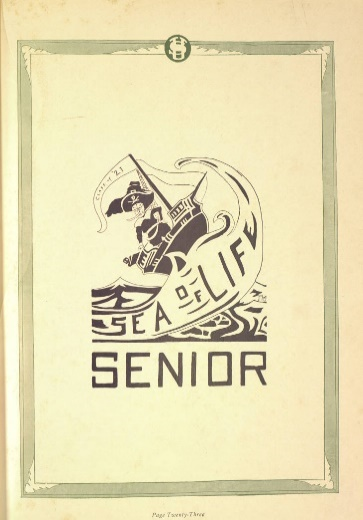 CLASS of '21
SEA OF LIFE
SENIOR
Page Twenty-Three